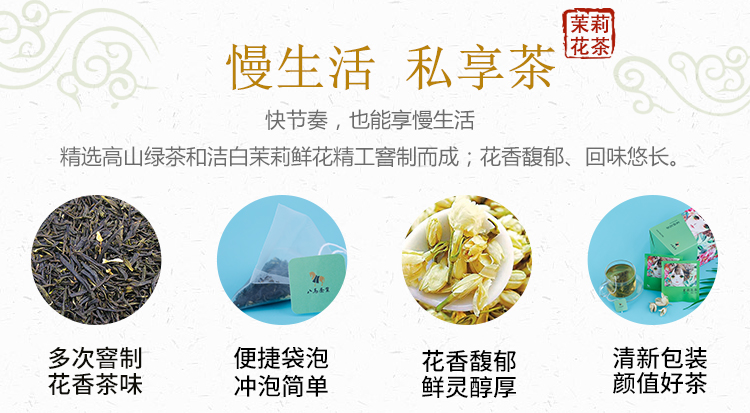 慢生活 私享茶
茉莉
花茶
快节奏，也能享慢生活
精选高山绿茶和洁白茉莉鲜花精工窨制而成；花香馥郁、回味悠长。
八马茶业
多次窨制
花香茶味
便捷袋泡
冲泡简单
花香馥郁
鲜灵醇厚
清新包装
颜值好茶